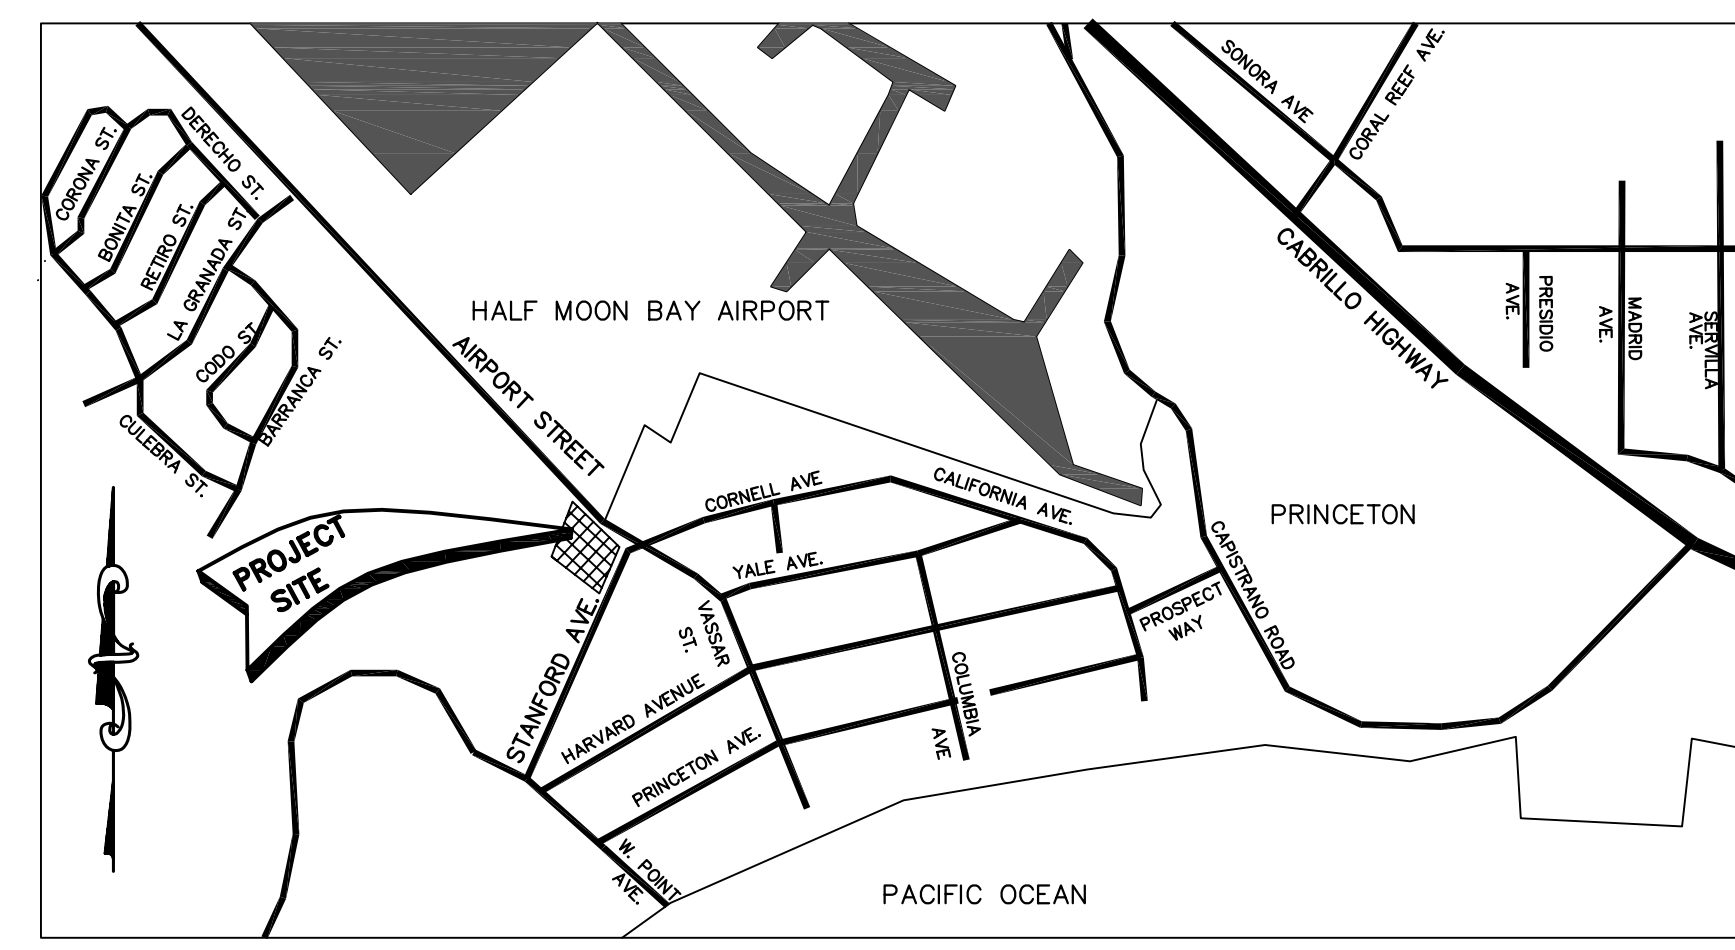 SONORA AVE
CORAL REEF AVE.
DERECHO ST.
CORONA ST.
BONITA ST.
RETIRO ST.
LA GRANADA ST
CODO ST.
BARRANCA ST.
CULEBRA ST.
HALF MOON BAY AIRPORT
AIRPORT STREET
CABRILLO HIGHWAY
PRESIDIO
AVE.
MADRID
AVE.
SERVILLA
AVE.
PROJECT
SITE
CORNELL AVE
CALIFORNIA AVE.
YALE AVE.
PRINCETON
CAPISTRANO ROAD
PROSPECT
WAY
VASSAR
ST.
STANFORD AVE.
HARVARD AVENUE
PRINCETON AVE.
COLUMBIA
AVE
W. POINT
AVE.
PACIFIC OCEAN